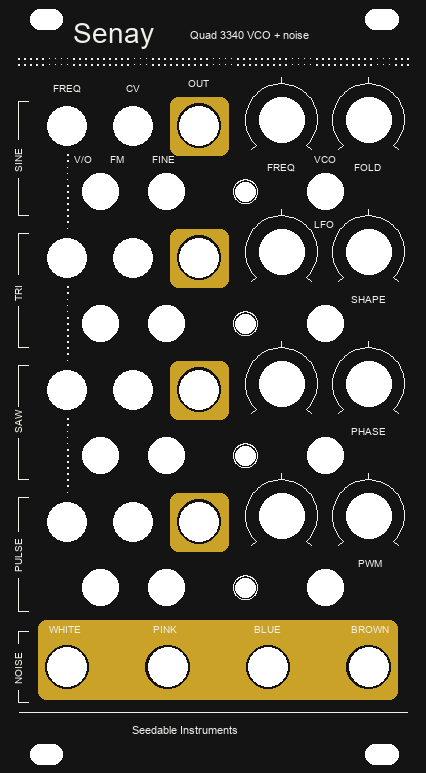 Senay
Quad 3340 VCO + noise
FREQ
CV
OUT
SINE
V/O
FM
FINE
FREQ
VCO
FOLD
LFO
TRI
SHAPE
SAW
PHASE
PULSE
PWM
NOISE
WHITE
PINK
BLUE
BROWN
Seedable Instruments